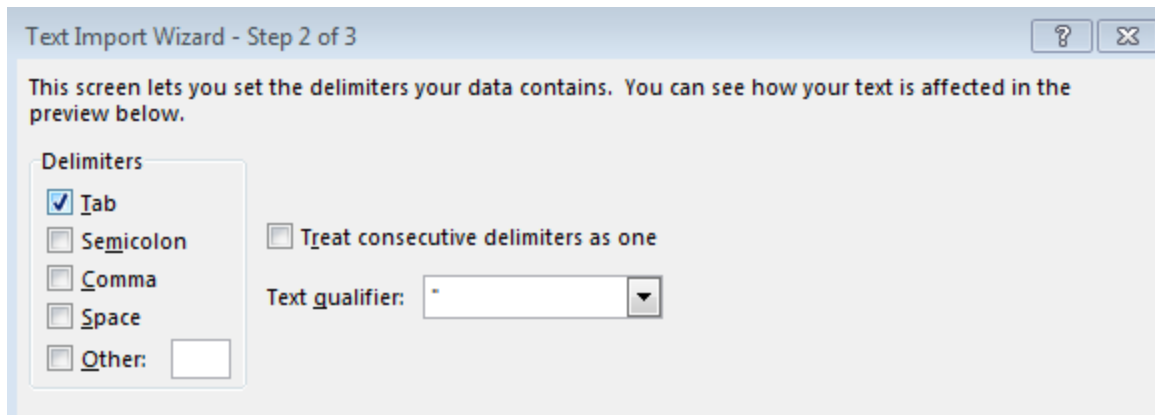 Text Import Wizard - Step 2 of 3
This screen lets you set the delimiters your data contains. You can see how your text is affected in the
preview below.
Delimiters
Tab
Semicolon
Comma
Space
Other:
Treat consecutive delimiters as one
Text qualifier: "